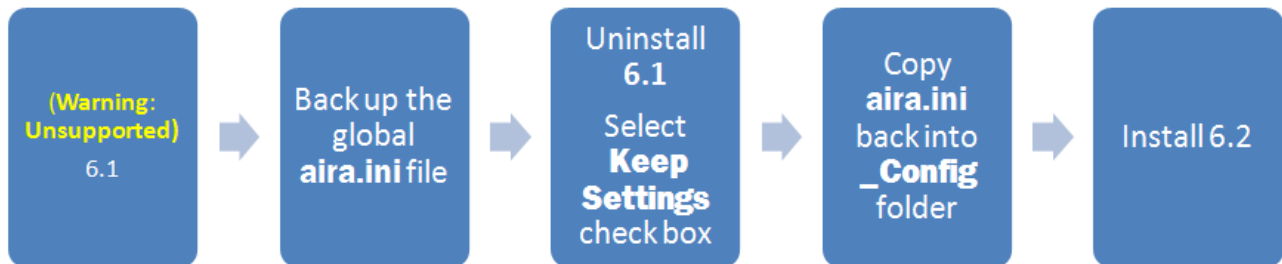 (Warning:
Unsupported)
6.1
Back up the
global
aira.ini file
Uninstall
6.1
Select
Keep
Settings
check box
Copy
aira.ini
back into
_Config
folder
Install 6.2